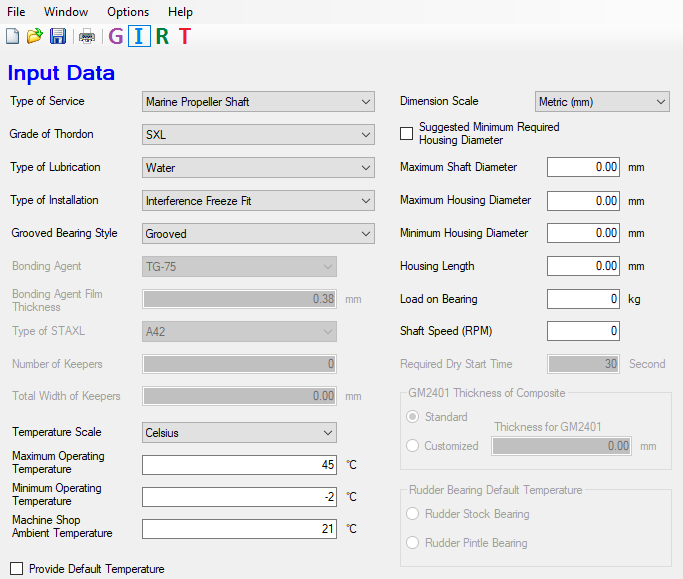 File Window Options Help
G I R T
Input Data
Type of Service Marine Propeller Shaft
Grade of Thordon SXL
Type of Lubrication Water
Type of Installation Interference Freeze Fit
Grooved Bearing Style Grooved
Bonding Agent TG-75
Bonding Agent Film
Thickness 0.38 mm
Type of STAXL A42
Number of Keepers 0
Total Width of Keepers 0.00 mm
Temperature Scale Celsius
Maximum Operating
Temperature 45 °C
Minimum Operating
Temperature -2 °C
Machine Shop
Ambient Temperature 21 °C
Provide Default Temperature
Dimension Scale Metric (mm)
Suggested Minimum Required
Housing Diameter
Maximum Shaft Diameter 0.00 mm
Maximum Housing Diameter 0.00 mm
Minimum Housing Diameter 0.00 mm
Housing Length 0.00 mm
Load on Bearing 0 kg
Shaft Speed (RPM) 0
Required Dry Start Time 30 Second
GM2401 Thickness of Composite
Standard
Thickness for GM2401
Customized 0.00 mm
Rudder Bearing Default Temperature
Rudder Stock Bearing
Rudder Pintle Bearing